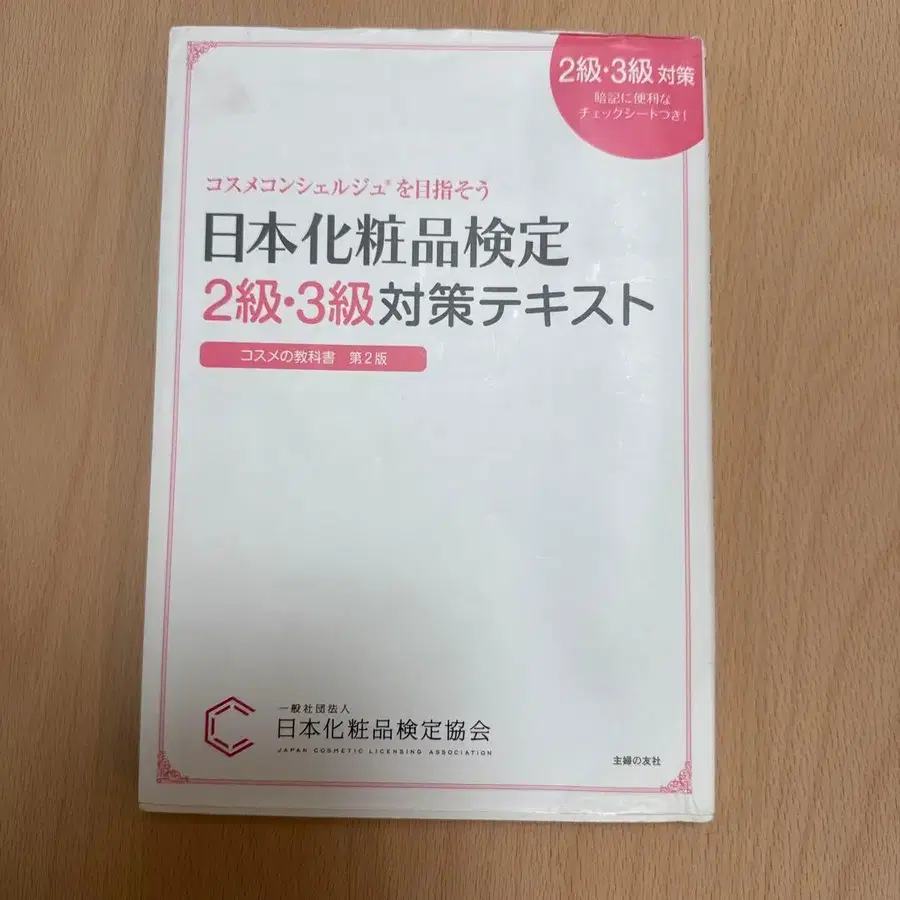 2級・3級 対策
暗記に便利な
チェックシートつき!
コスメコンシェルジュ®を目指そう
日本化粧品検定
2級・3級 対策テキスト
コスメの教科書 第2版
一般社団法人
日本化粧品検定協会
JAPAN COSMETIC LICENSING ASSOCIATION
主婦の友社